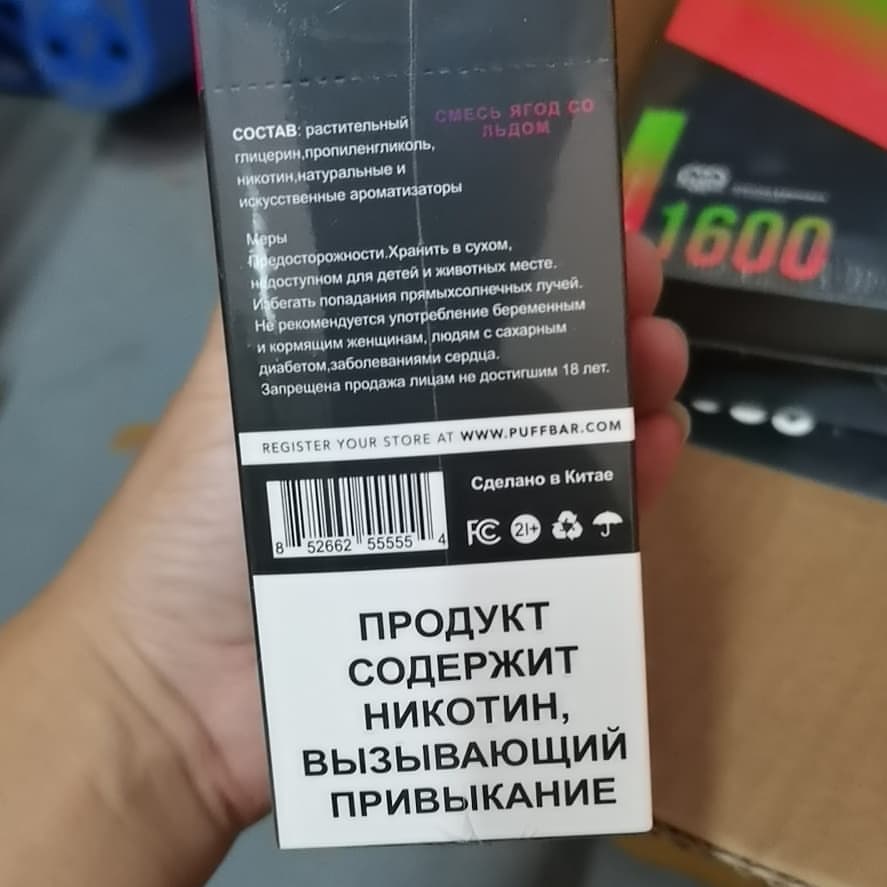 СОСТАВ: растительный
глицерин,пропиленгликоль,
никотин,натуральные и
искусственные ароматизаторы
СМЕСЬ ЯГОД СО
ЛЬДОМ
Меры
Предосторожности.Хранить в сухом,
недоступном для детей и животных месте.
Избегать попадания прямыхсолнечных лучей.
Не рекомендуется употребление беременным
и кормящим женщинам, людям с сахарным
диабетом,заболеваниями сердца.
Запрещена продажа лицам не достигшим 18 лет.
REGISTER YOUR STORE AT WWW.PUFFBAR.COM
Сделано в Китае
8 52662 55555 4
FC 21+
ПРОДУКТ
СОДЕРЖИТ
НИКОТИН,
ВЫЗЫВАЮЩИЙ
ПРИВЫКАНИЕ
1600